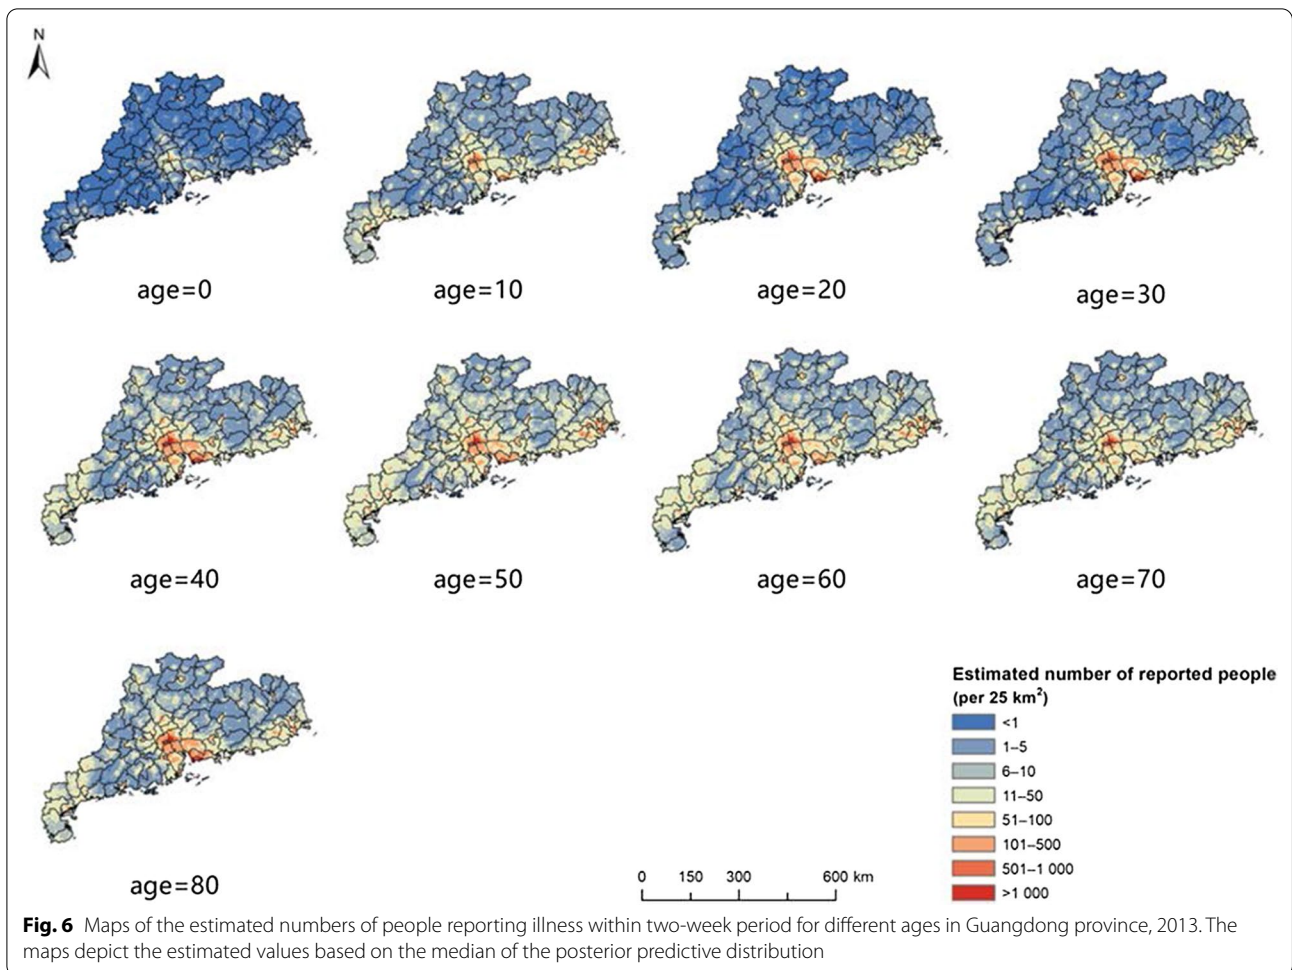 N
age=0
age=10
age=20
age=30
age=40
age=50
age=60
age=70
age=80
Estimated number of reported people
(per 25 km²)
<1
1–5
6–10
11–50
51–100
101–500
501–1 000
>1 000
0 150 300 600 km
Fig. 6 Maps of the estimated numbers of people reporting illness within two-week period for different ages in Guangdong province, 2013. The
maps depict the estimated values based on the median of the posterior predictive distribution